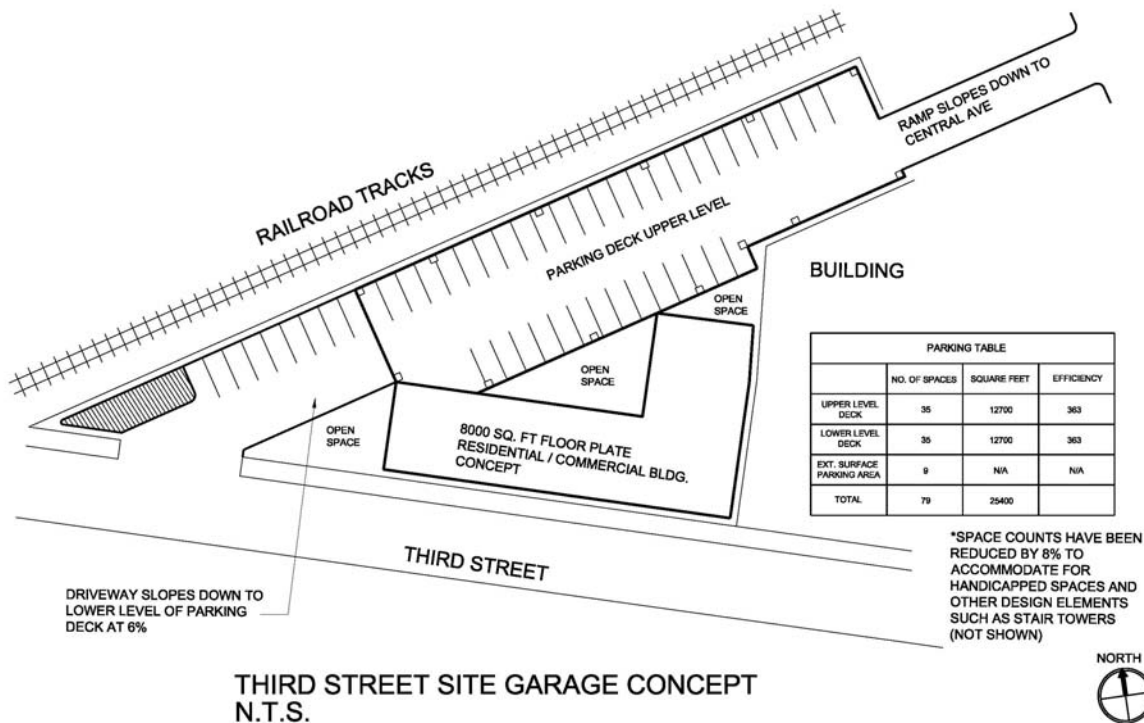 RAILROAD TRACKS
RAMP SLOPES DOWN TO
CENTRAL AVE
PARKING DECK UPPER LEVEL
BUILDING
OPEN
SPACE
OPEN
SPACE
OPEN
SPACE
8000 SQ. FT FLOOR PLATE
RESIDENTIAL / COMMERCIAL BLDG.
CONCEPT
PARKING TABLE
NO. OF SPACES SQUARE FEET EFFICIENCY
UPPER LEVEL
DECK 35 12700 363
LOWER LEVEL
DECK 35 12700 363
EXT. SURFACE
PARKING AREA 9 N/A N/A
TOTAL 79 25400
*SPACE COUNTS HAVE BEEN
REDUCED BY 8% TO
ACCOMMODATE FOR
HANDICAPPED SPACES AND
OTHER DESIGN ELEMENTS
SUCH AS STAIR TOWERS
(NOT SHOWN)
THIRD STREET
DRIVEWAY SLOPES DOWN TO
LOWER LEVEL OF PARKING
DECK AT 6%
NORTH
THIRD STREET SITE GARAGE CONCEPT
N.T.S.